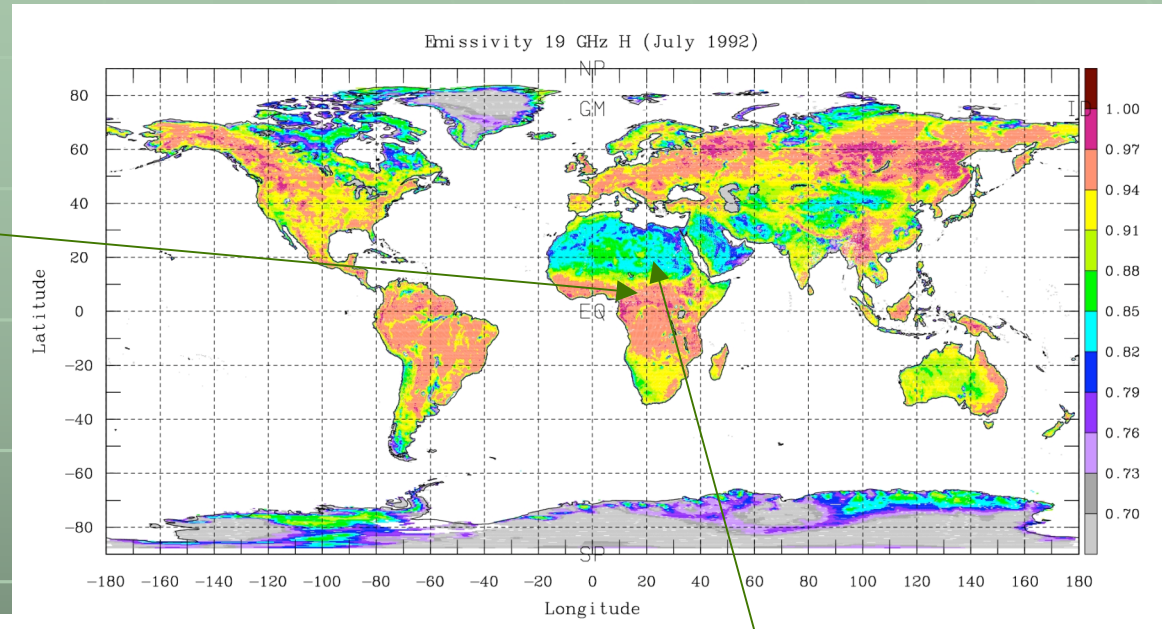 Emissivity 19 GHz H (July 1992)
NP
GM
ID
EQ
SP
80
60
40
20
0
−20
−40
−60
−80
Latitude
−180 −160 −140 −120 −100 −80 −60 −40 −20 0 20 40 60 80 100 120 140 160 180
Longitude
1.00
0.97
0.94
0.91
0.88
0.85
0.82
0.79
0.76
0.73
0.70